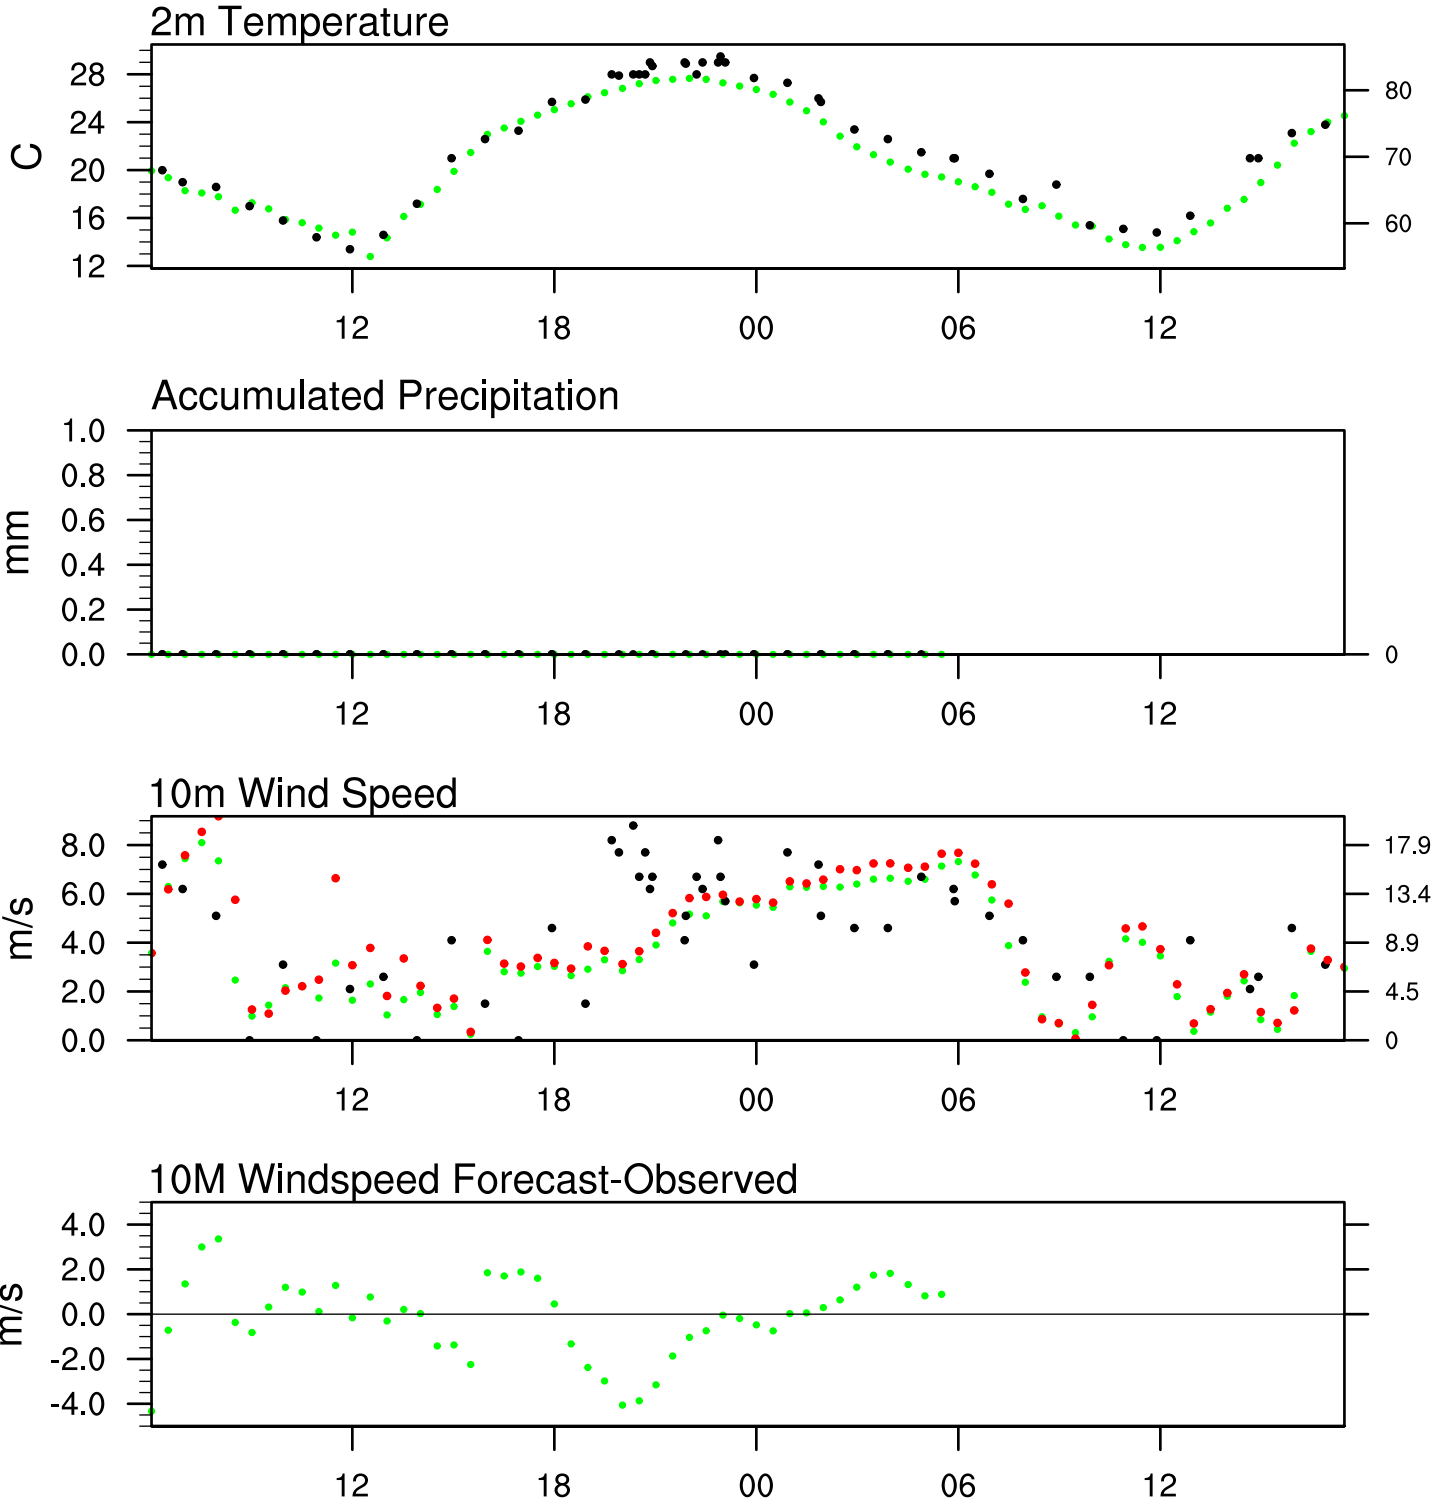 2m Temperature
28
24
20
16
12
C
80
70
60
12 18 00 06 12
Accumulated Precipitation
1.0
0.8
0.6
0.4
0.2
0.0
mm
0
12 18 00 06 12
10m Wind Speed
8.0
6.0
4.0
2.0
0.0
m/s
17.9
13.4
8.9
4.5
0
12 18 00 06 12
10M Windspeed Forecast-Observed
4.0
2.0
0.0
-2.0
-4.0
m/s
12 18 00 06 12